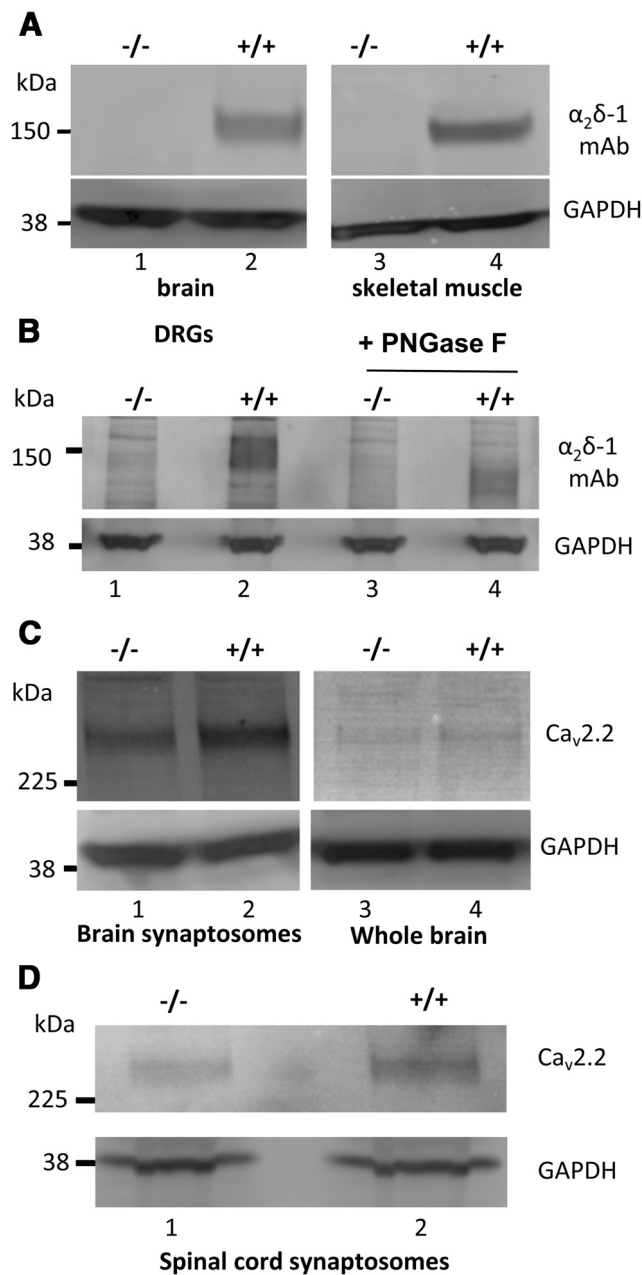 A
-/- +/+ -/- +/+
kDa
150
α₂δ-1
mAb
38
GAPDH
1 2 3 4
brain skeletal muscle
B
DRGs + PNGase F
kDa -/- +/+ -/- +/+
150
α₂δ-1
mAb
38
GAPDH
1 2 3 4
C
-/- +/+ -/- +/+
kDa
Caᵥ2.2
225
38
GAPDH
1 2 3 4
Brain synaptosomes Whole brain
D
-/- +/+
kDa
Caᵥ2.2
225
38
GAPDH
1 2
Spinal cord synaptosomes